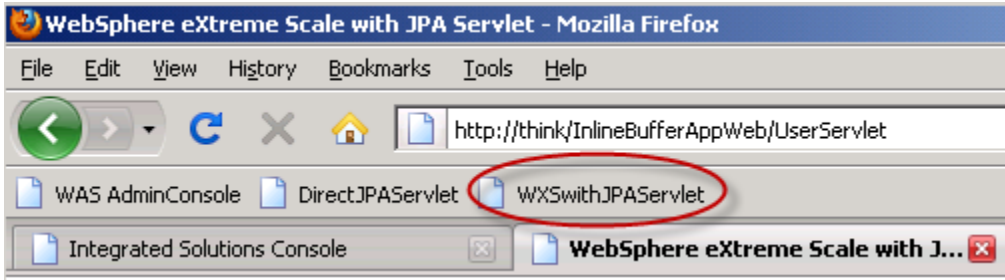 WebSphere eXtreme Scale with JPA Servlet - Mozilla Firefox
File Edit View History Bookmarks Tools Help
http://think/InlineBufferAppWeb/UserServlet
WAS AdminConsole DirectJPAServlet WXSwithJPAServlet
Integrated Solutions Console WebSphere eXtreme Scale with J...